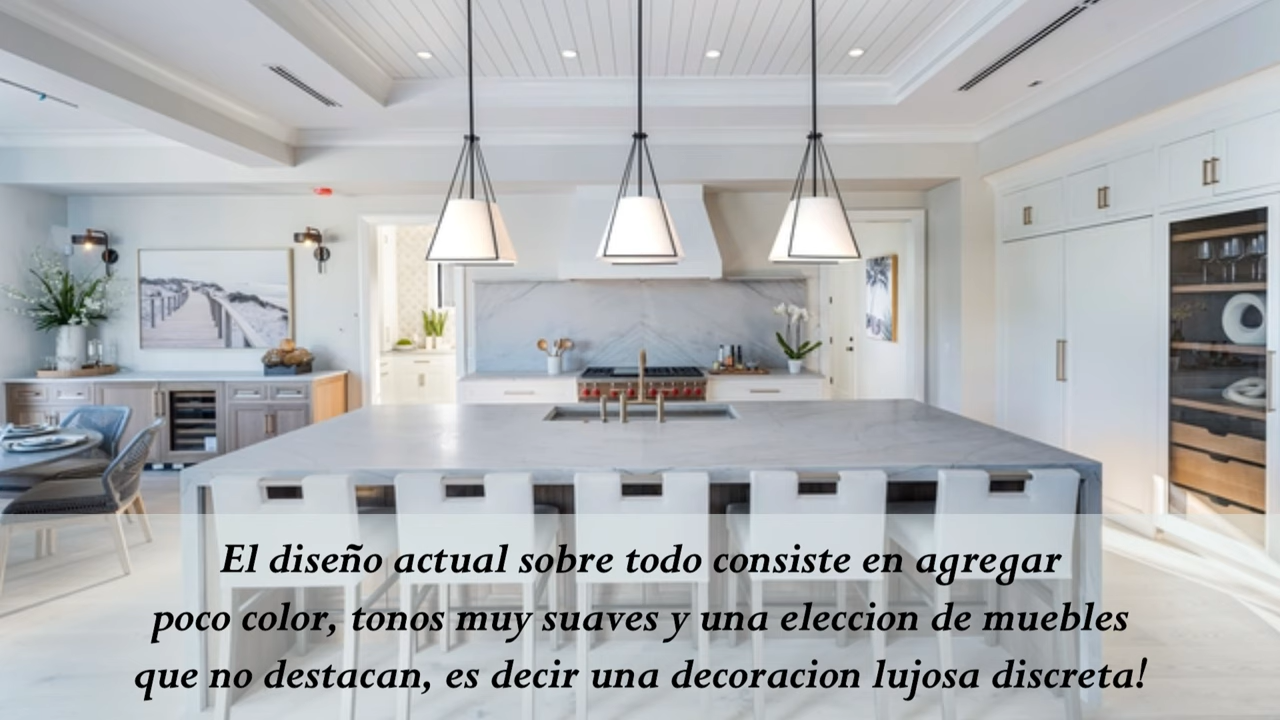 El diseño actual sobre todo consiste en agregar
poco color, tonos muy suaves y una eleccion de muebles
que no destacan, es decir una decoracion lujosa discreta!